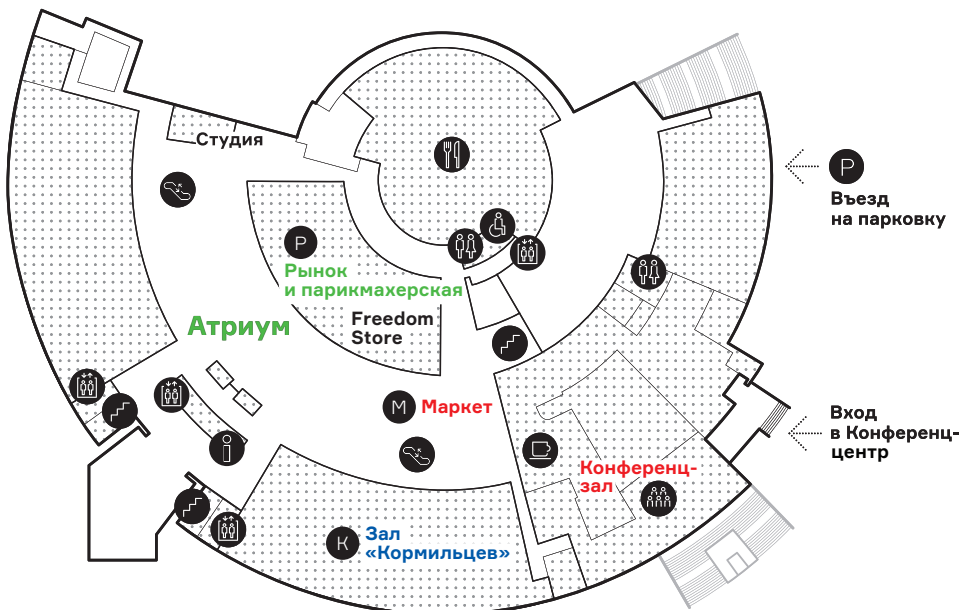 Студия
P
Въезд
на парковку
P
Рынок
и парикмахерская
Freedom
Store
Атриум
M
Маркет
Вход
в Конференц-
центр
Конференц-
зал
K
Зал
«Кормильцев»